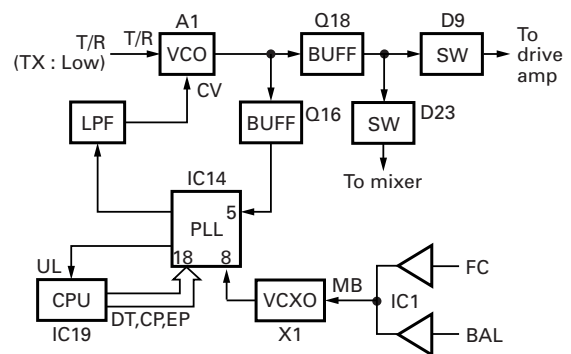 A1
Q18
D9
T/R
T/R
(TX : Low)
VCO
BUFF
SW
To
drive
amp
CV
LPF
BUFF
Q16
SW
D23
IC14
To mixer
5
PLL
UL
18
8
CPU
MB
FC
VCXO
IC1
DT,CP,EP
IC19
X1
BAL